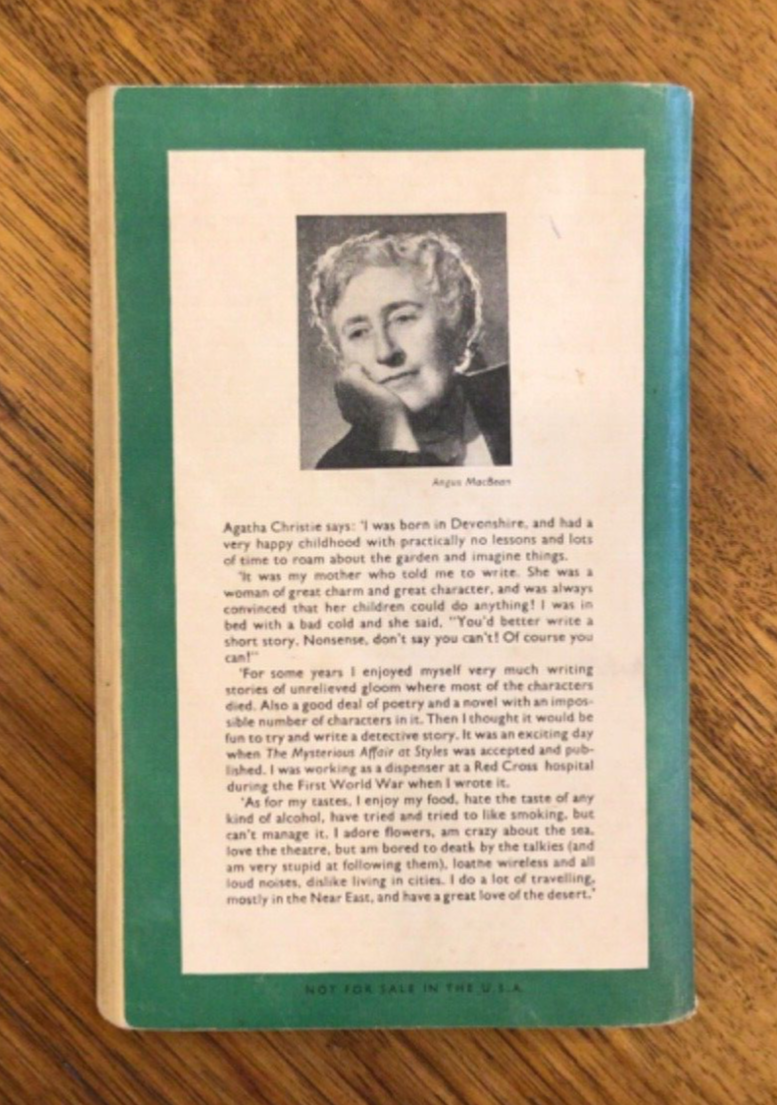 Angus MacBean
Agatha Christie says: 'I was born in Devonshire, and had a
very happy childhood with practically no lessons and lots
of time to roam about the garden and imagine things.
'It was my mother who told me to write. She was a
woman of great charm and great character, and was always
convinced that her children could do anything! I was in
bed with a bad cold and she said, "You'd better write a
short story. Nonsense, don't say you can't! Of course you
can!"
'For some years I enjoyed myself very much writing
stories of unrelieved gloom where most of the characters
died. Also a good deal of poetry and a novel with an impos-
sible number of characters in it. Then I thought it would be
fun to try and write a detective story. It was an exciting day
when The Mysterious Affair at Styles was accepted and pub-
lished. I was working as a dispenser at a Red Cross hospital
during the First World War when I wrote it.
'As for my tastes, I enjoy my food, hate the taste of any
kind of alcohol, have tried and tried to like smoking, but
can't manage it. I adore flowers, am crazy about the sea,
love the theatre, but am bored to death by the talkies (and
am very stupid at following them), loathe wireless and all
loud noises, dislike living in cities. I do a lot of travelling,
mostly in the Near East, and have a great love of the desert.'
NOT FOR SALE IN THE U.S.A.